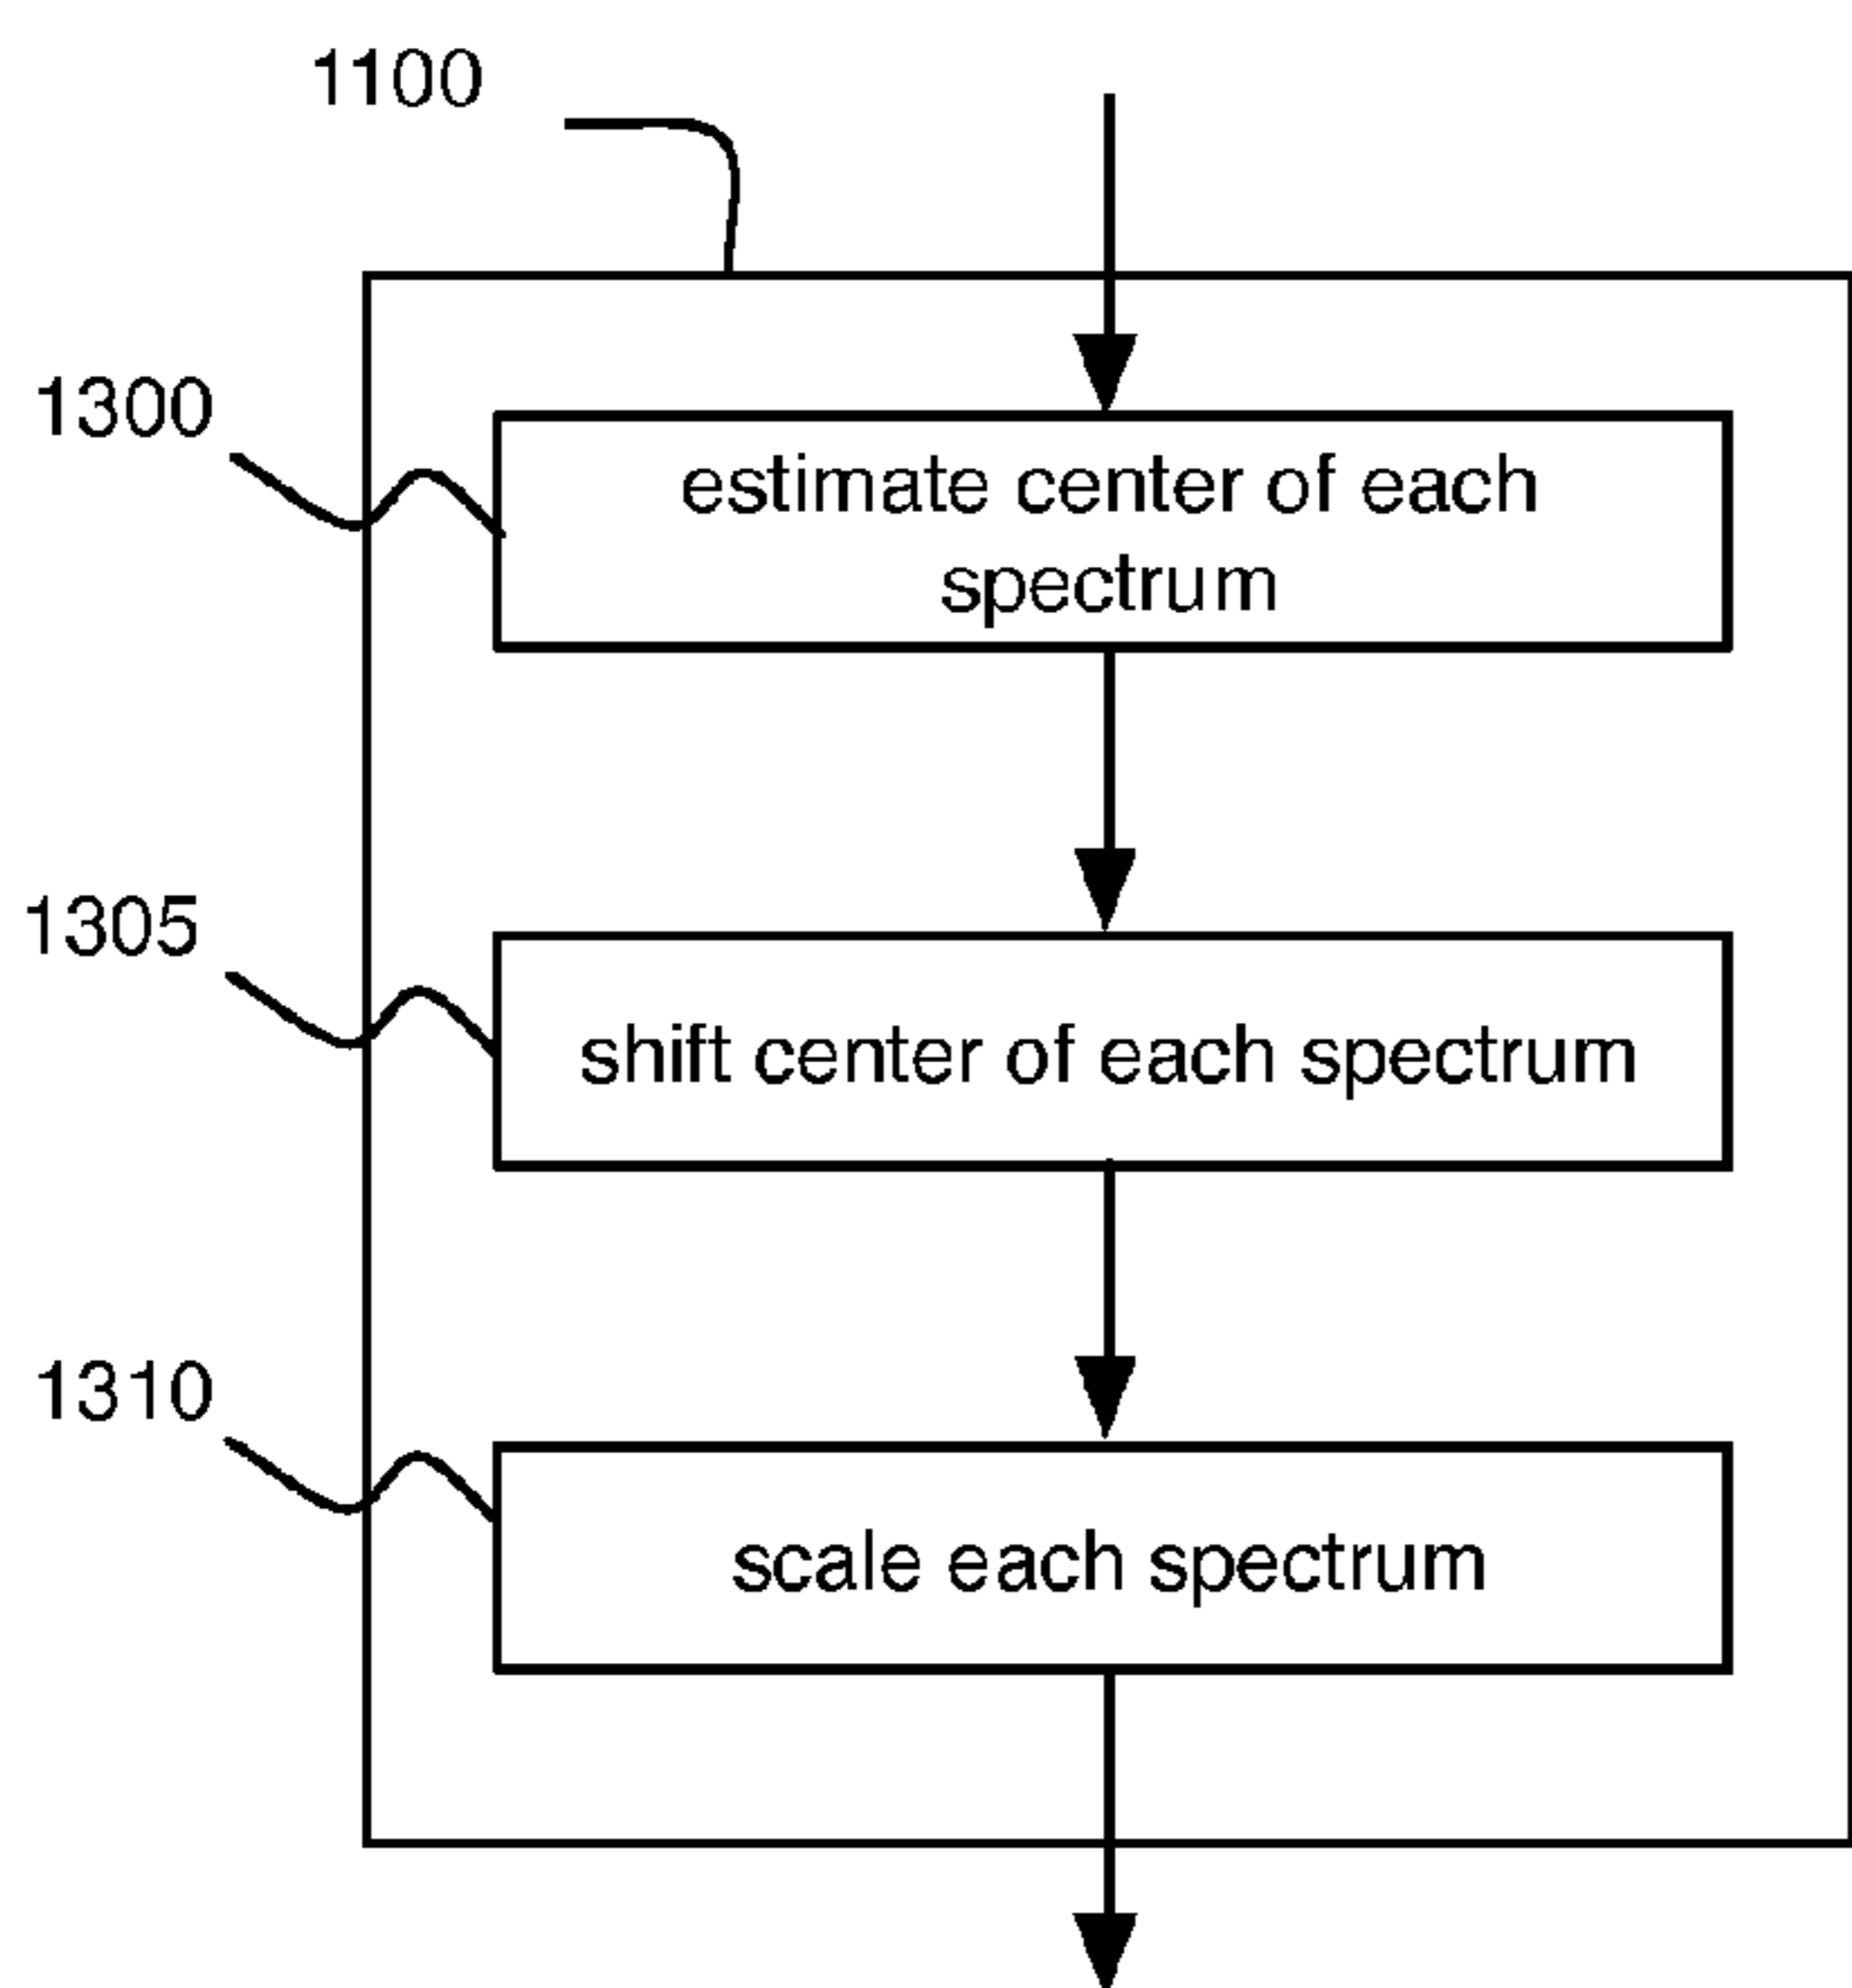 1100
1300
estimate center of each
spectrum
1305
shift center of each spectrum
1310
scale each spectrum